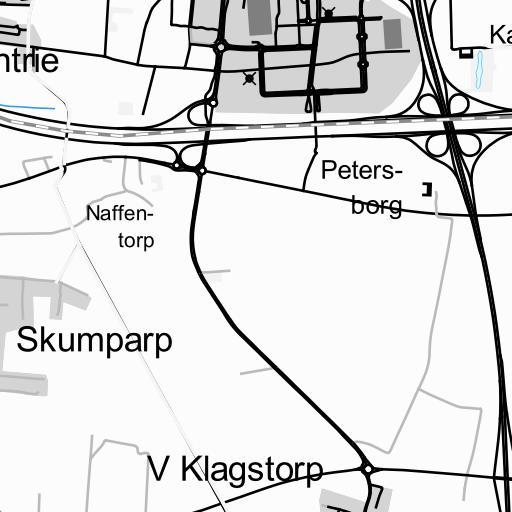 Ka
ntrie
Peters-
borg
Naffen-
torp
Skumparp
V Klagstorp